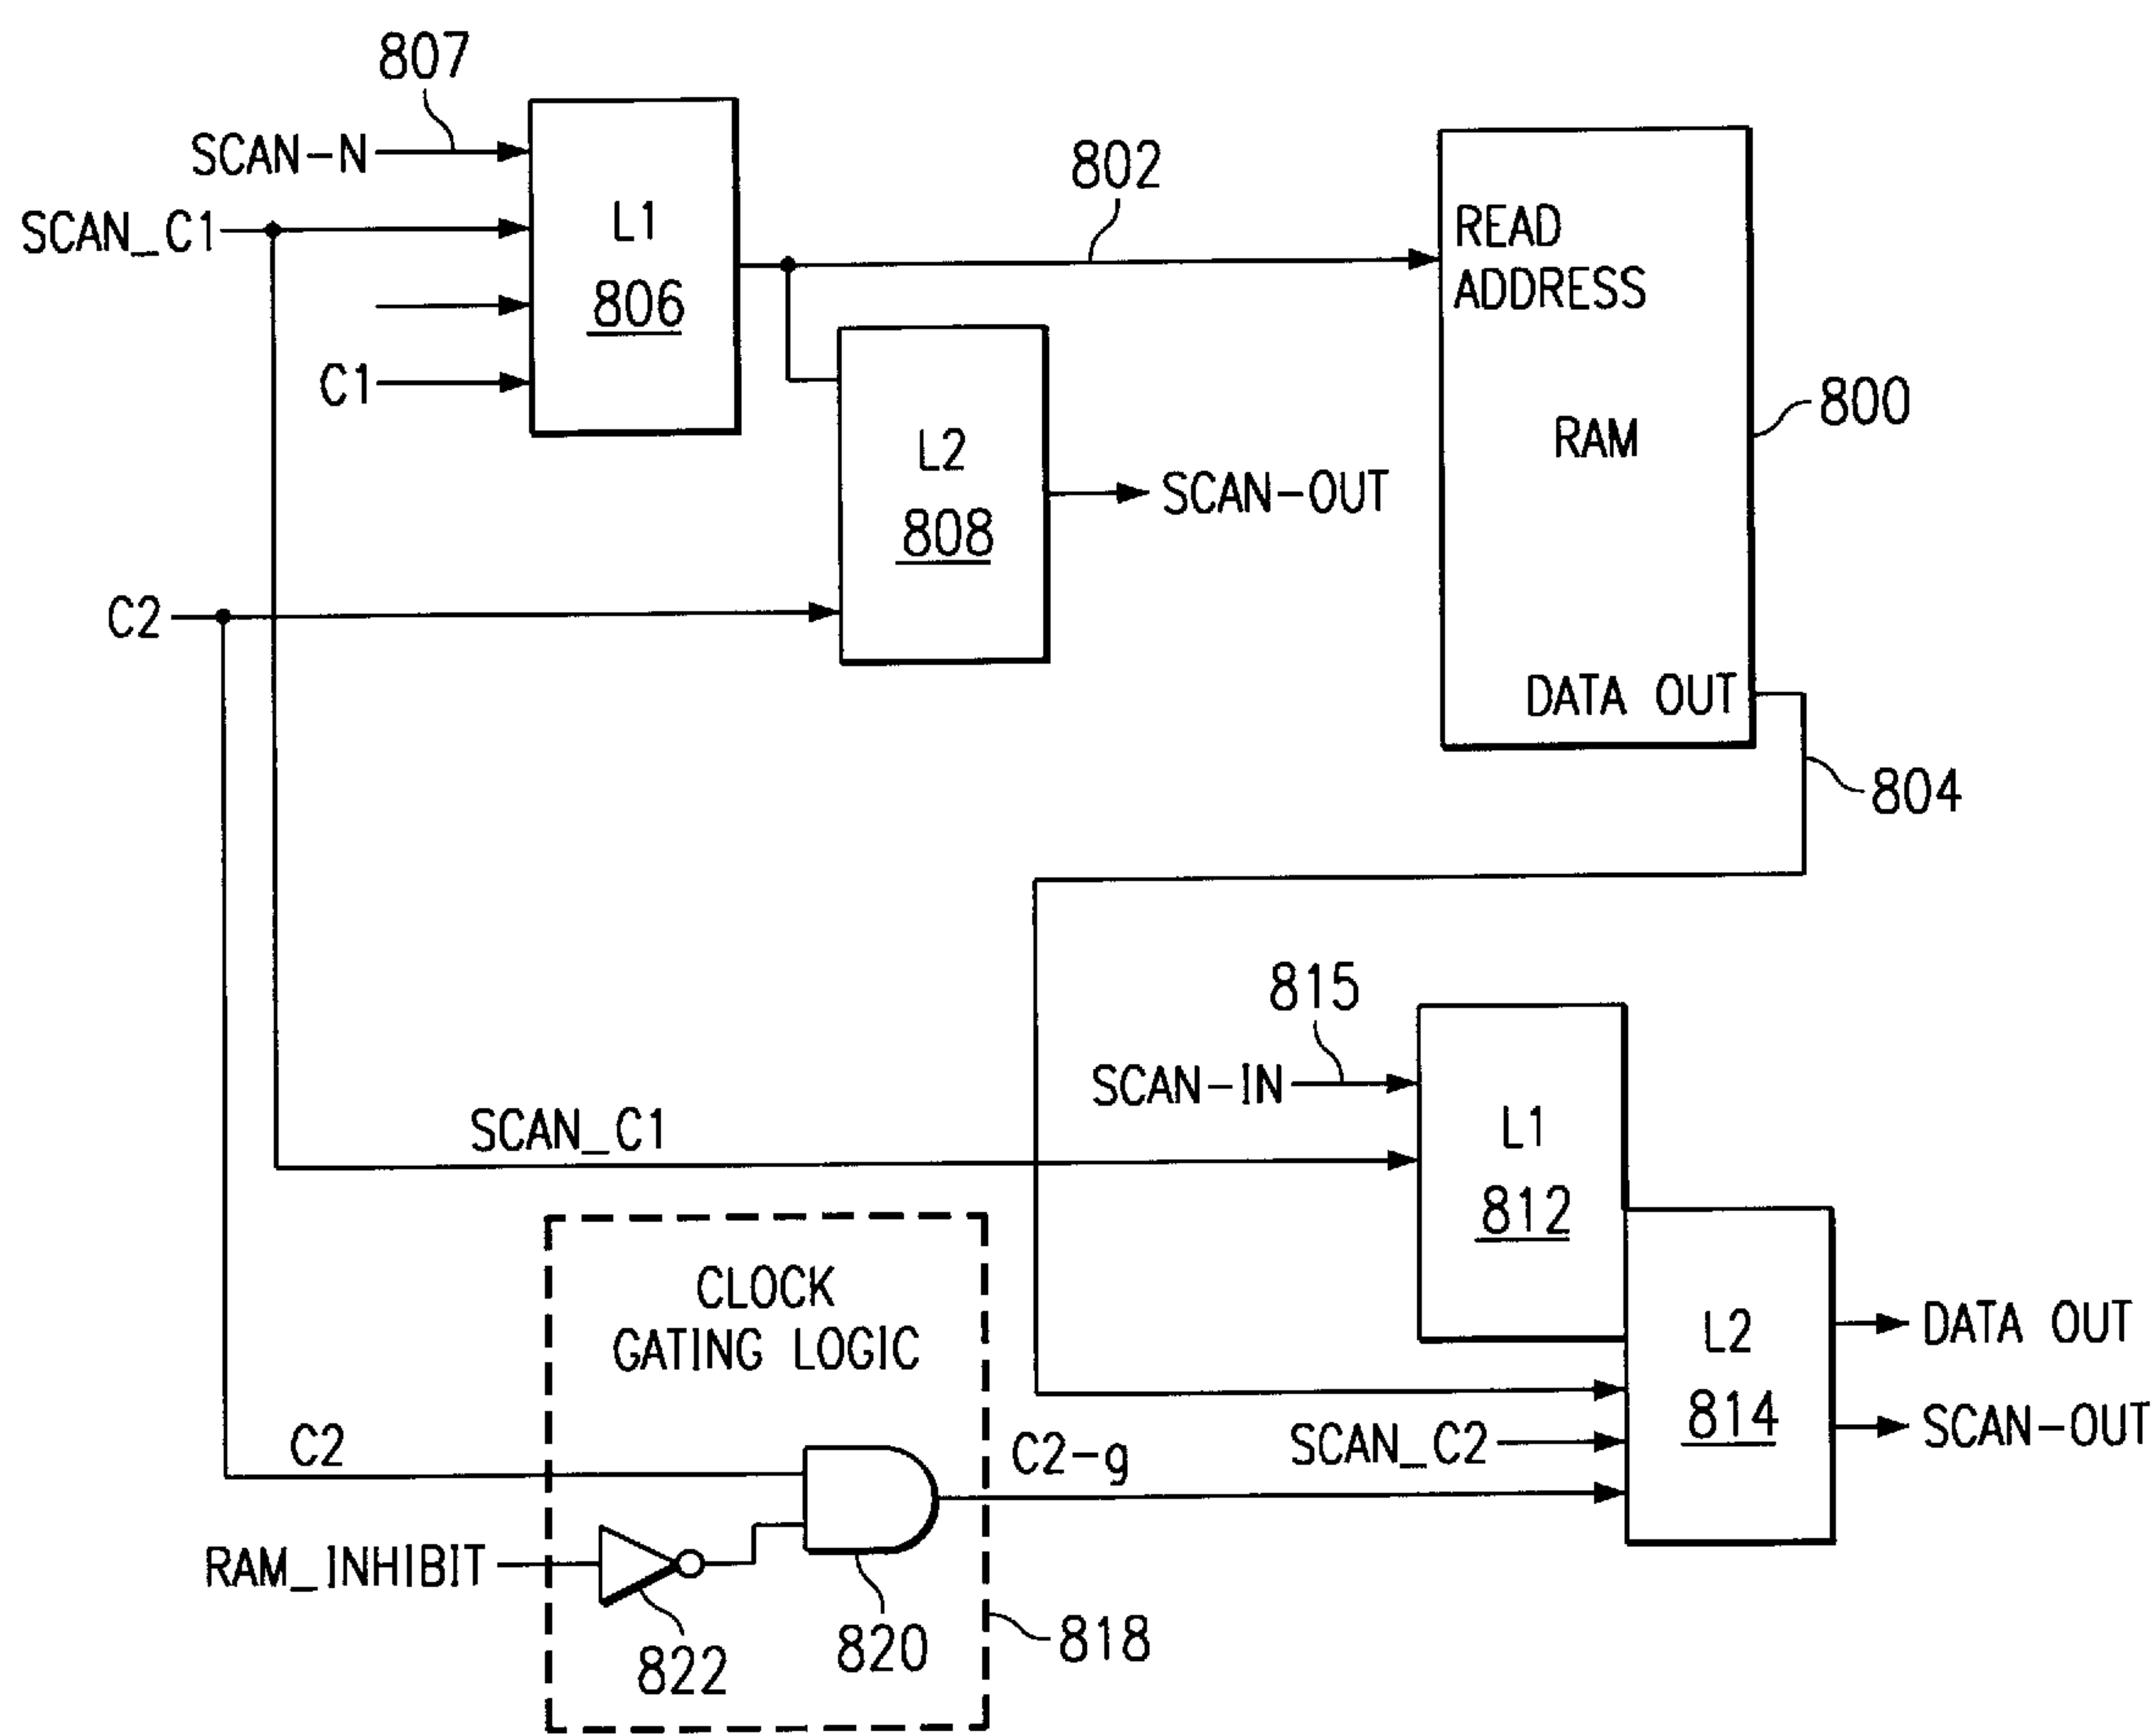 807
SCAN-N
802
L1
SCAN_C1
READ
ADDRESS
806
C1
800
RAM
L2
SCAN-OUT
808
C2
DATA OUT
804
815
SCAN-IN
L1
SCAN_C1
812
CLOCK
GATING LOGIC
DATA OUT
L2
814
SCAN-OUT
C2
C2-g
SCAN_C2
RAM_INHIBIT
820
818
822